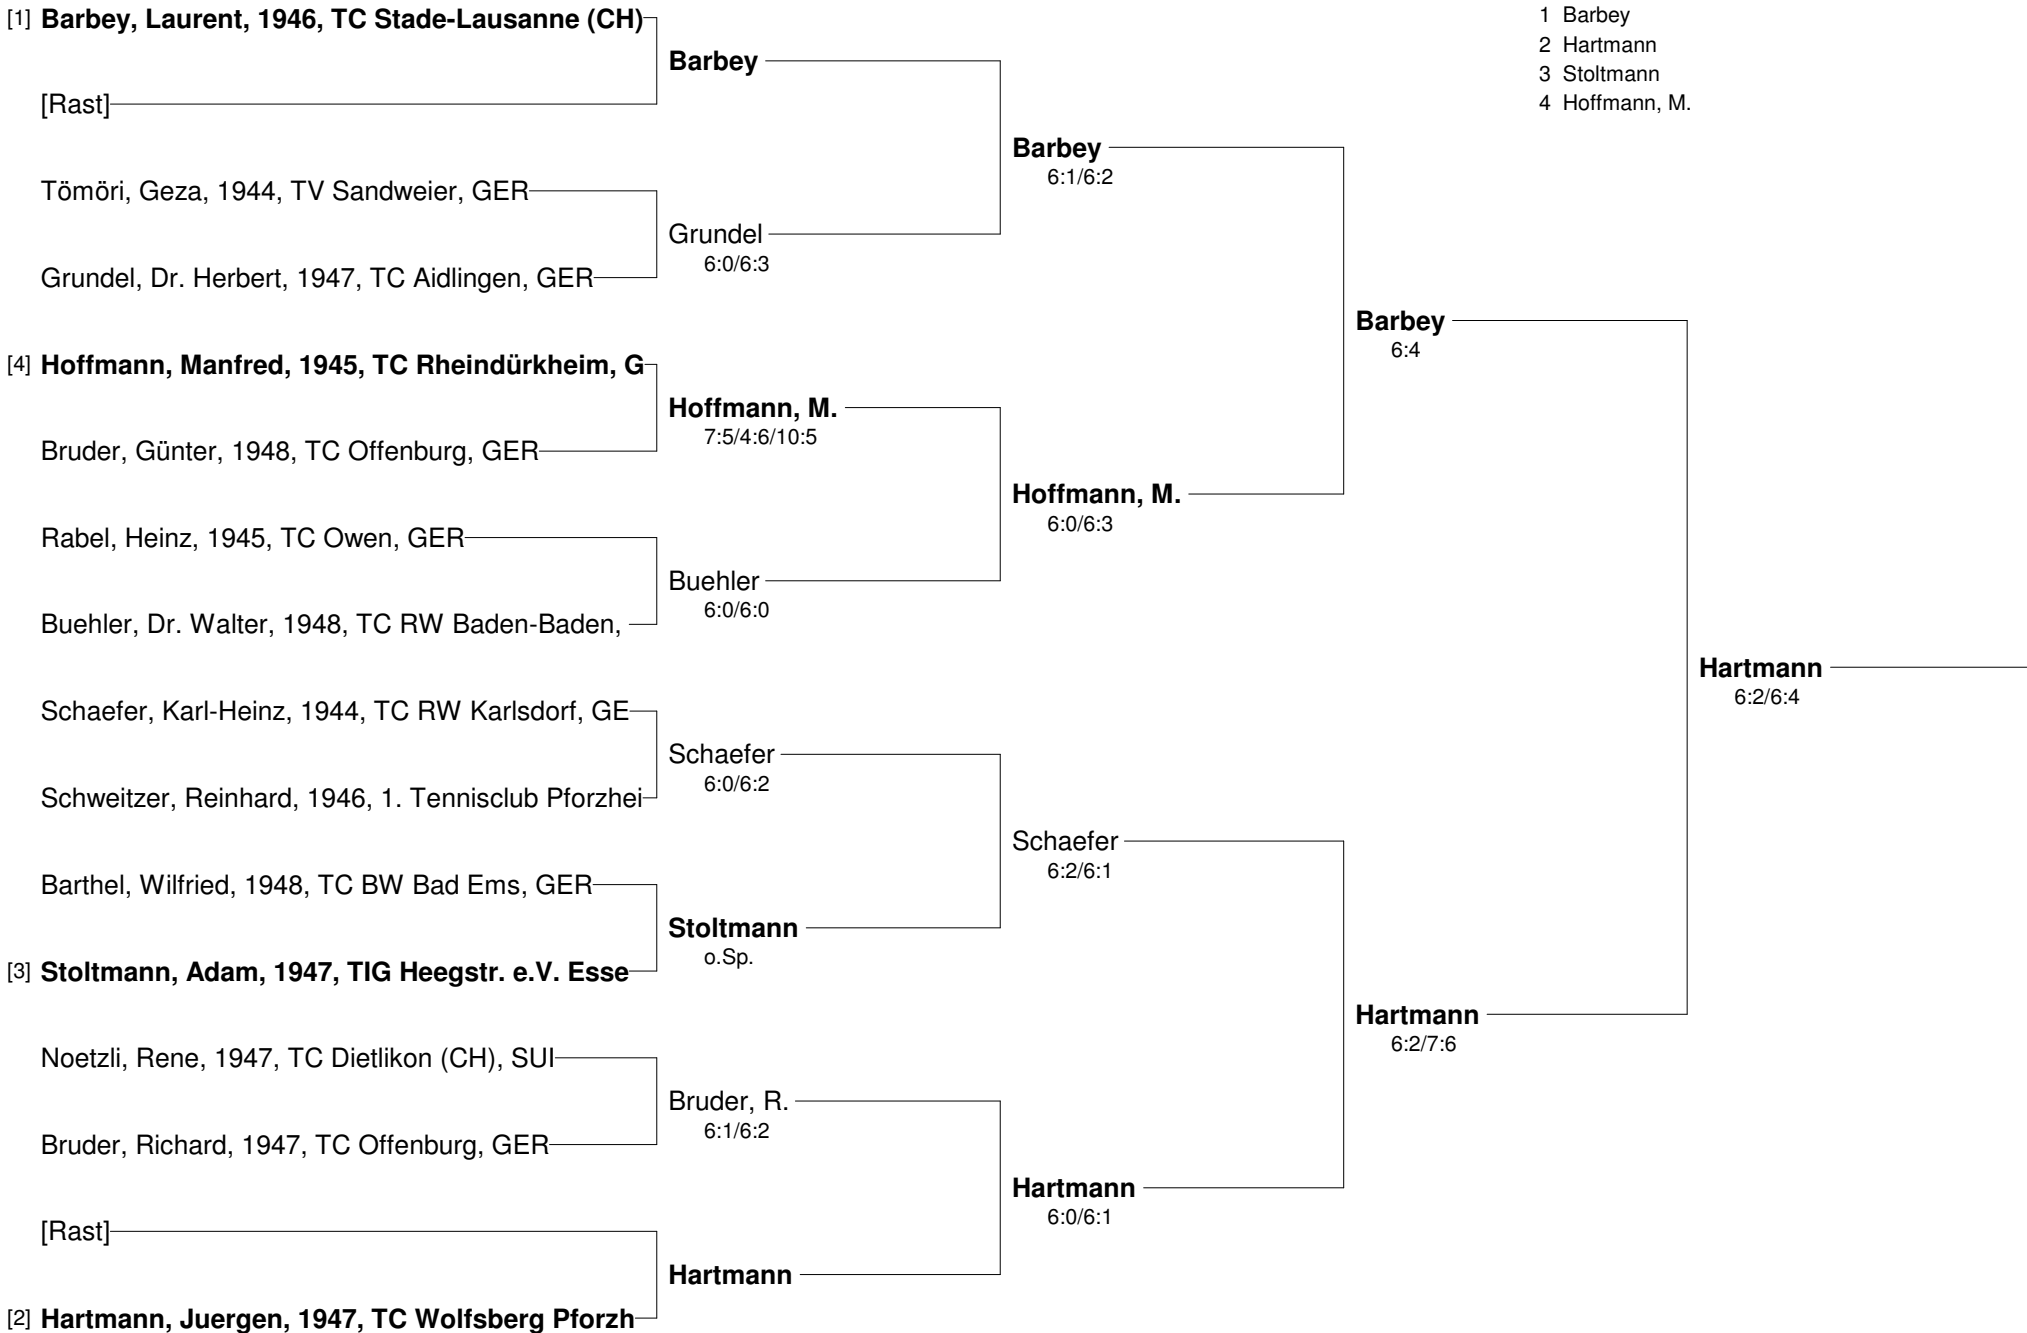 [1] Barbey, Laurent, 1946, TC Stade-Lausanne (CH)
[Rast]
Tömöri, Geza, 1944, TV Sandweier, GER
Grundel, Dr. Herbert, 1947, TC Aidlingen, GER
[4] Hoffmann, Manfred, 1945, TC Rheindürkheim, G
Bruder, Günter, 1948, TC Offenburg, GER
Rabel, Heinz, 1945, TC Owen, GER
Buehler, Dr. Walter, 1948, TC RW Baden-Baden,
Schaefer, Karl-Heinz, 1944, TC RW Karlsdorf, GE
Schweitzer, Reinhard, 1946, 1. Tennisclub Pforzhei
Barthel, Wilfried, 1948, TC BW Bad Ems, GER
[3] Stoltmann, Adam, 1947, TIG Heegstr. e.V. Esse
Noetzli, Rene, 1947, TC Dietlikon (CH), SUI
Bruder, Richard, 1947, TC Offenburg, GER
[Rast]
[2] Hartmann, Juergen, 1947, TC Wolfsberg Pforzh
Barbey
Grundel
6:0/6:3
Hoffmann, M.
7:5/4:6/10:5
Buehler
6:0/6:0
Schaefer
6:0/6:2
Stoltmann
o.Sp.
Bruder, R.
6:1/6:2
Hartmann
Barbey
6:1/6:2
Hoffmann, M.
6:0/6:3
Schaefer
6:2/6:1
Hartmann
6:0/6:1
Barbey
6:4
Hartmann
6:2/7:6
Hartmann
6:2/6:4
1 Barbey
2 Hartmann
3 Stoltmann
4 Hoffmann, M.